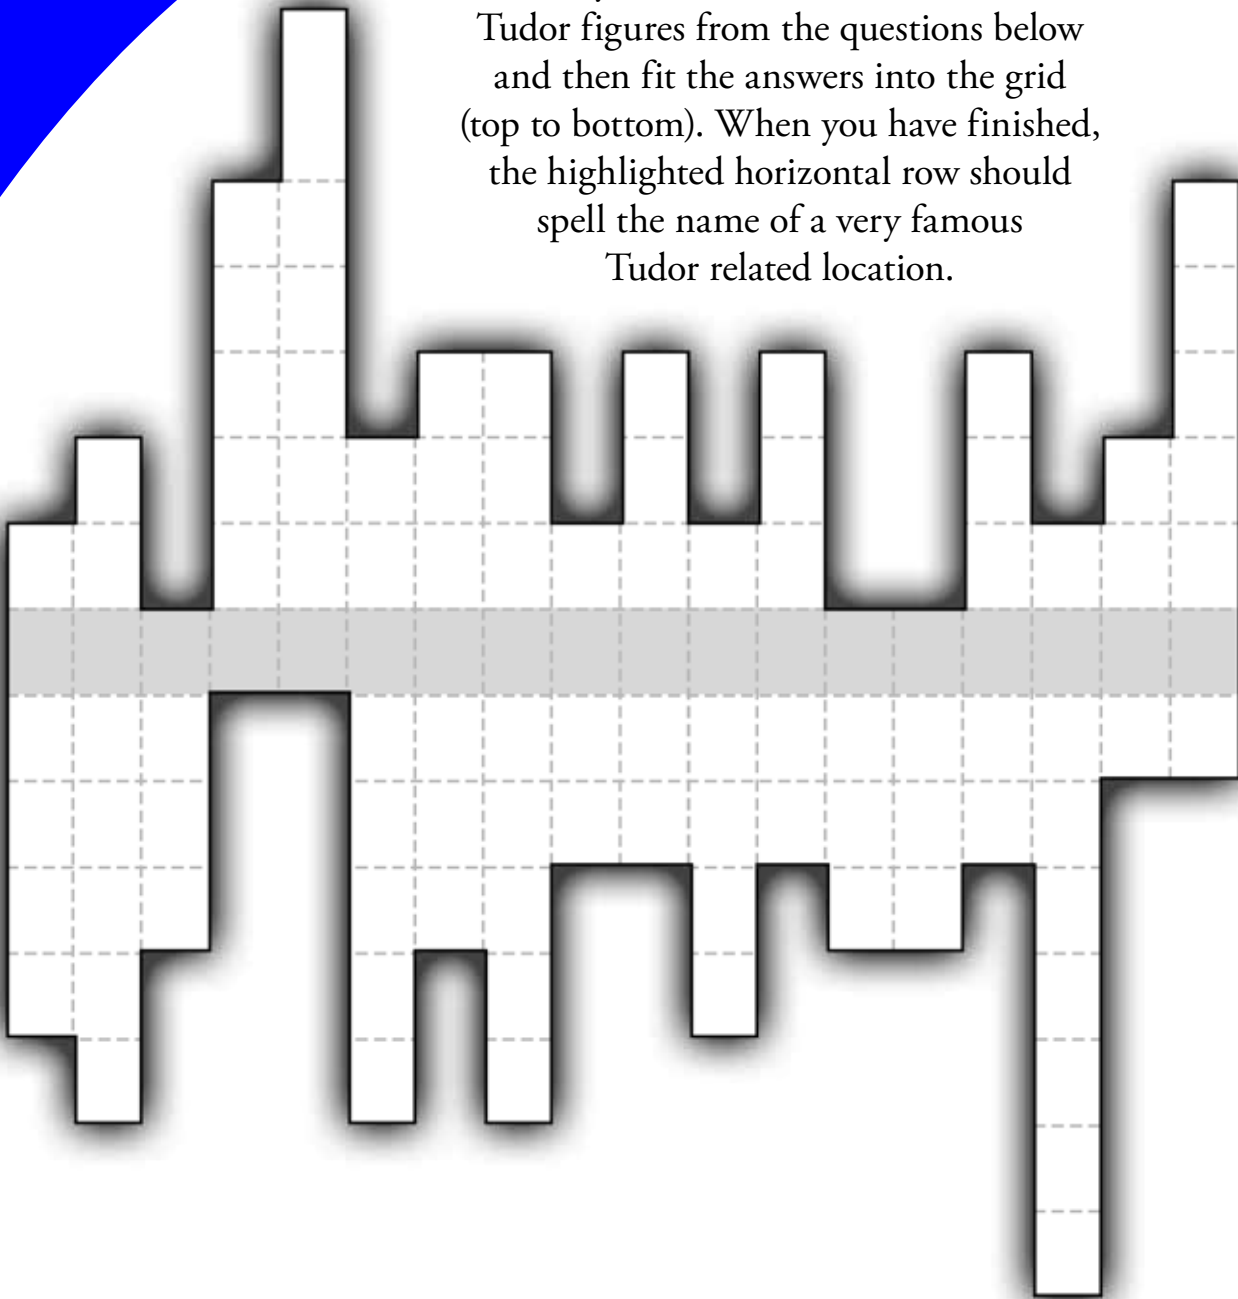 Tudor figures from the questions below
and then fit the answers into the grid
(top to bottom). When you have finished,
the highlighted horizontal row should
spell the name of a very famous
Tudor related location.